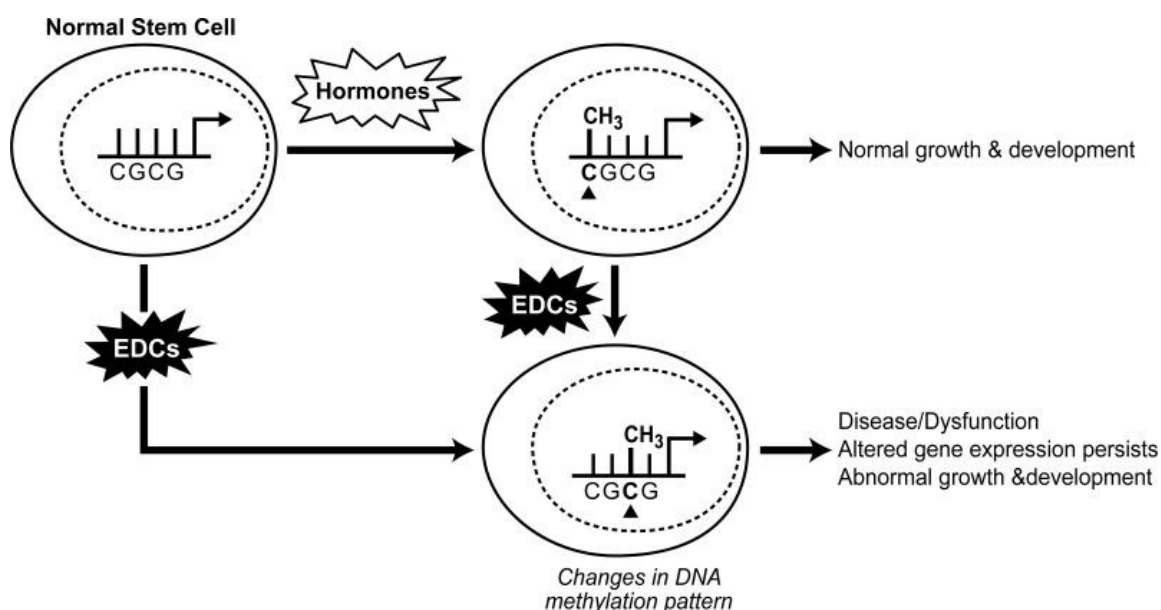 Normal Stem Cell
Hormones
CGCG
CH₃
CGCG
Normal growth & development
EDCs
EDCs
CH₃
CGCG
Disease/Dysfunction
Altered gene expression persists
Abnormal growth &development
Changes in DNA
methylation pattern